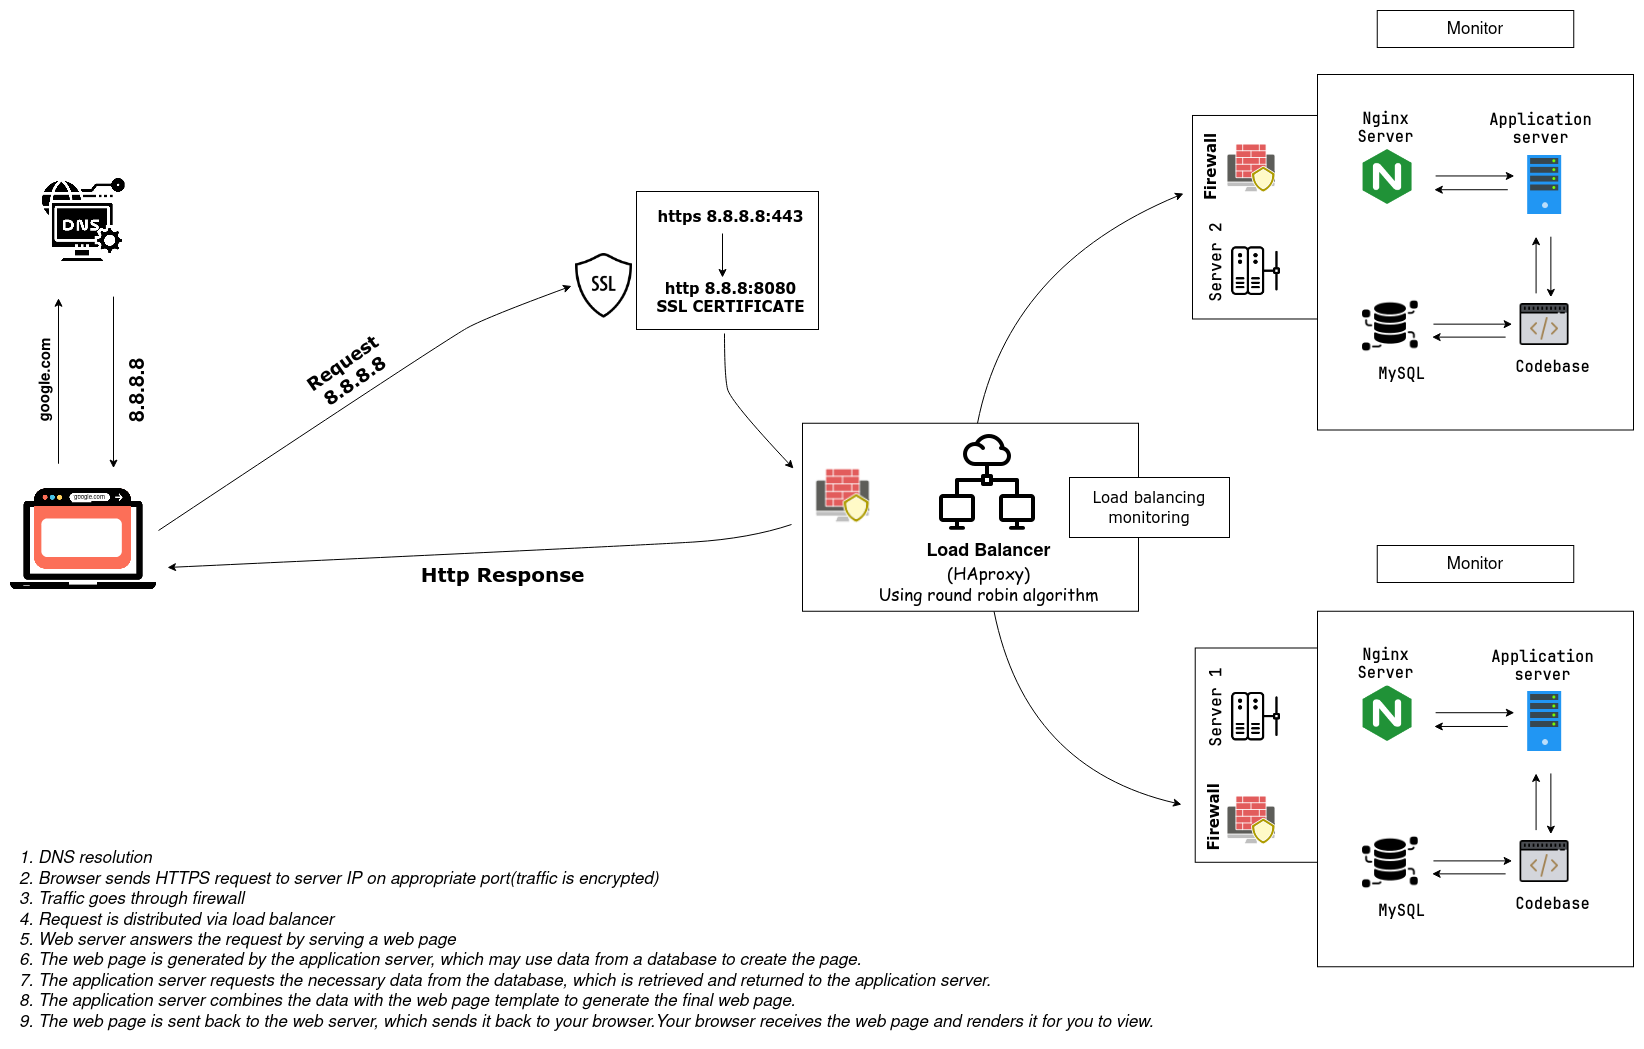 Monitor
Nginx
Server
Application
server
Firewall
Server 2
MySQL
Codebase
DNS
google.com
8.8.8.8
Request
8.8.8.8
SSL
https 8.8.8.8:443
http 8.8.8:8080
SSL CERTIFICATE
google.com
Http Response
Load Balancer
(HAproxy)
Using round robin algorithm
Load balancing
monitoring
Monitor
Nginx
Server
Application
server
Server 1
Firewall
MySQL
Codebase
1. DNS resolution
2. Browser sends HTTPS request to server IP on appropriate port(traffic is encrypted)
3. Traffic goes through firewall
4. Request is distributed via load balancer
5. Web server answers the request by serving a web page
6. The web page is generated by the application server, which may use data from a database to create the page.
7. The application server requests the necessary data from the database, which is retrieved and returned to the application server.
8. The application server combines the data with the web page template to generate the final web page.
9. The web page is sent back to the web server, which sends it back to your browser.Your browser receives the web page and renders it for you to view.